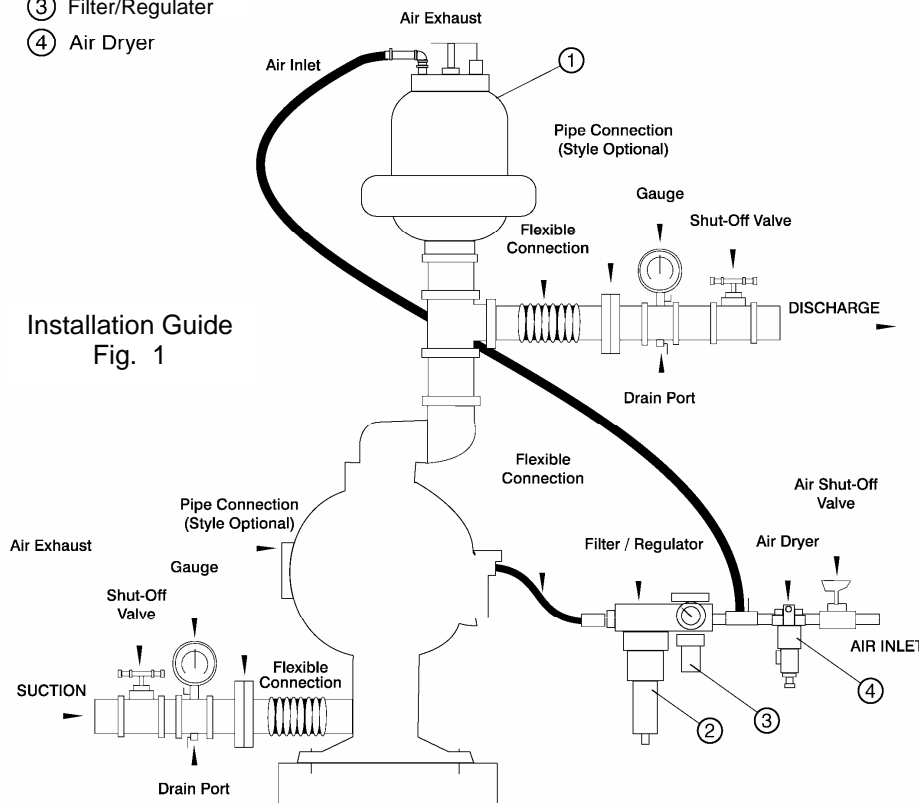 ③ Filter/Regulater
④ Air Dryer
Air Exhaust
Air Inlet
①
Pipe Connection
(Style Optional)
Gauge
Shut-Off Valve
Flexible
Connection
DISCHARGE
Installation Guide
Fig. 1
Drain Port
Flexible
Connection
Air Shut-Off
Valve
Pipe Connection
(Style Optional)
Air Exhaust
Filter / Regulator
Air Dryer
Gauge
Shut-Off
Valve
AIR INLET
Flexible
Connection
SUCTION
④
③
②
Drain Port